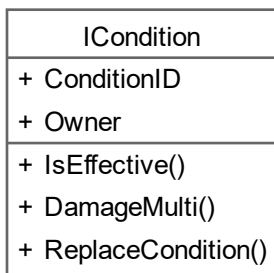 ICondition
+ ConditionID
+ Owner
+ IsEffective()
+ DamageMulti()
+ ReplaceCondition()